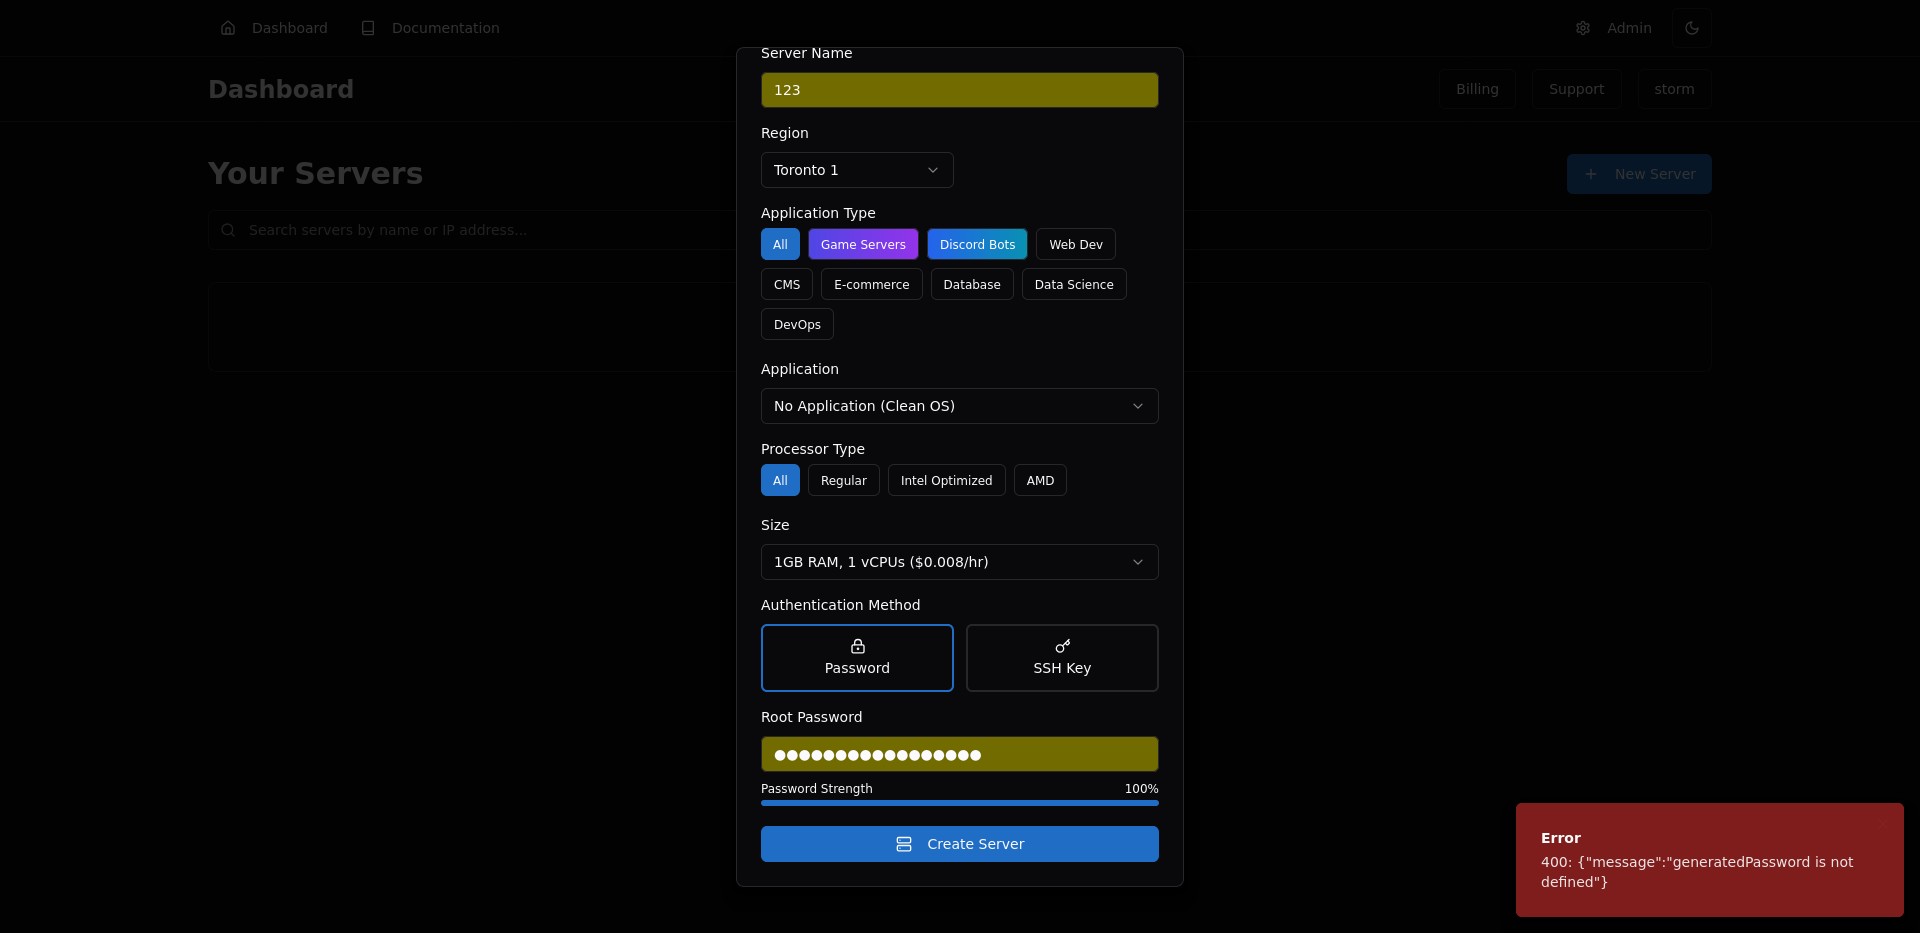 Dashboard Documentation Admin
Dashboard Billing Support storm
Your Servers New Server
Search servers by name or IP address...
Server Name
123
Region
Toronto 1
Application Type
All Game Servers Discord Bots Web Dev
CMS E-commerce Database Data Science
DevOps
Application
No Application (Clean OS)
Processor Type
All Regular Intel Optimized AMD
Size
1GB RAM, 1 vCPUs ($0.008/hr)
Authentication Method
Password SSH Key
Root Password
●●●●●●●●●●●●●●●●●
Password Strength 100%
Create Server
Error
400: {"message":"generatedPassword is not
defined"}